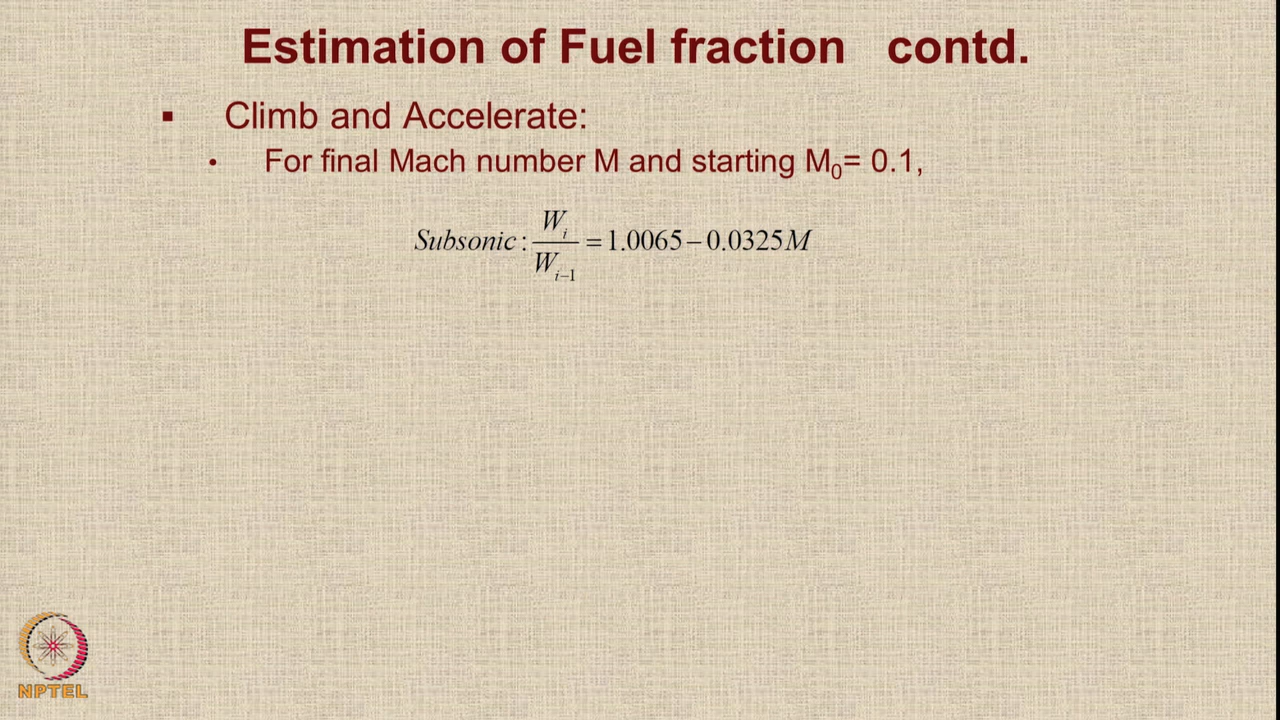 Estimation of Fuel fraction contd.
▪ Climb and Accelerate:
• For final Mach number M and starting M₀= 0.1,
Subsonic: Wᵢ/Wᵢ₋₁ = 1.0065 − 0.0325M
NPTEL